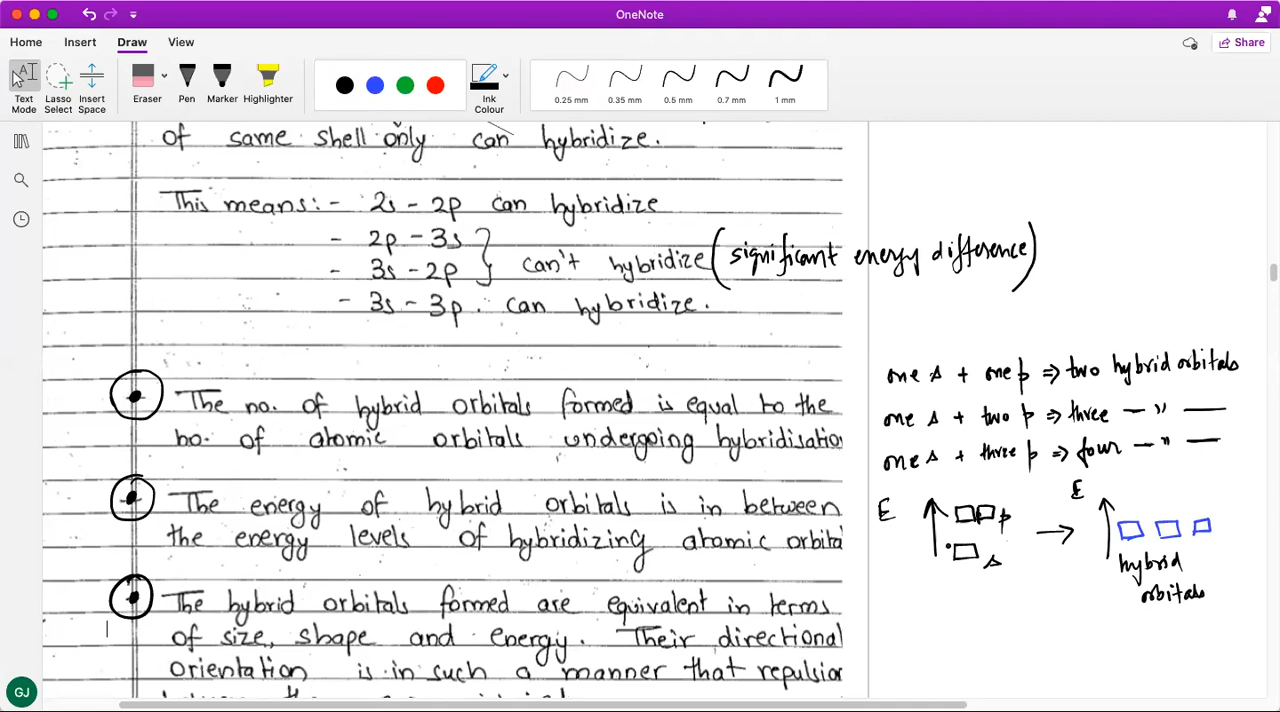 OneNote
Home Insert Draw View
Share
Text Mode
Lasso Select
Insert Space
Eraser
Pen
Marker
Highlighter
Ink Colour
0.25 mm 0.35 mm 0.5 mm 0.7 mm 1 mm
of same shell only can hybridize.
This means:- 2s - 2p can hybridize
- 2p - 3s
- 3s - 2p } can't hybridize (significant energy difference)
- 3s - 3p. can hybridize.
• The no. of hybrid orbitals formed is equal to the
no. of atomic orbitals undergoing hybridisatio
• The energy of hybrid orbitals is in between
the energy levels of hybridizing atomic orbita
• The hybrid orbitals formed are equivalent in terms
of size, shape and energy. Their directional
orientation is in such a manner that repulsio
one s + one p ⇒ two hybrid orbitals
one s + two p ⇒ three — " —
one s + three p ⇒ four — " —
E p s → E
hybrid
orbitals
GJ